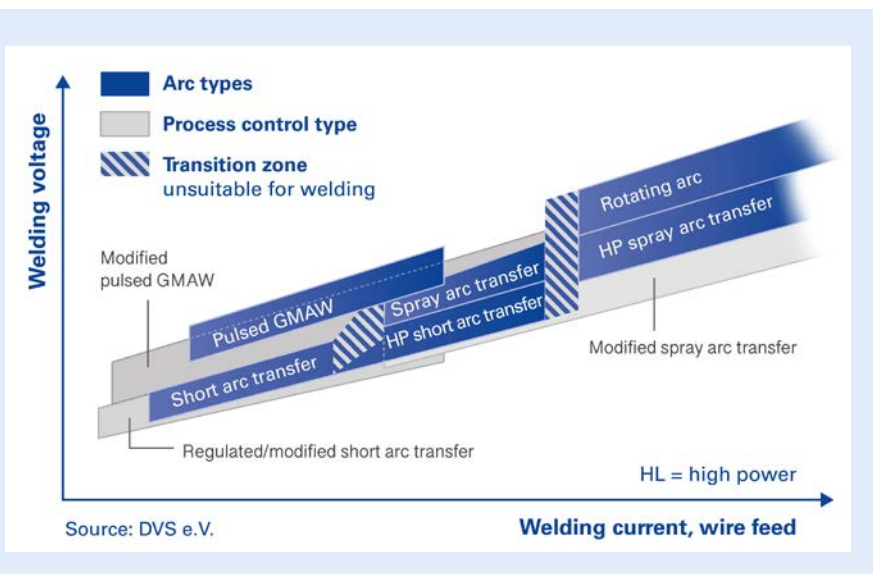 Welding voltage
Arc types
Process control type
Transition zone
unsuitable for welding
Modified
pulsed GMAW
Pulsed GMAW
Short arc transfer
Spray arc transfer
HP short arc transfer
Rotating arc
HP spray arc transfer
Modified spray arc transfer
Regulated/modified short arc transfer
HL = high power
Source: DVS e.V.
Welding current, wire feed